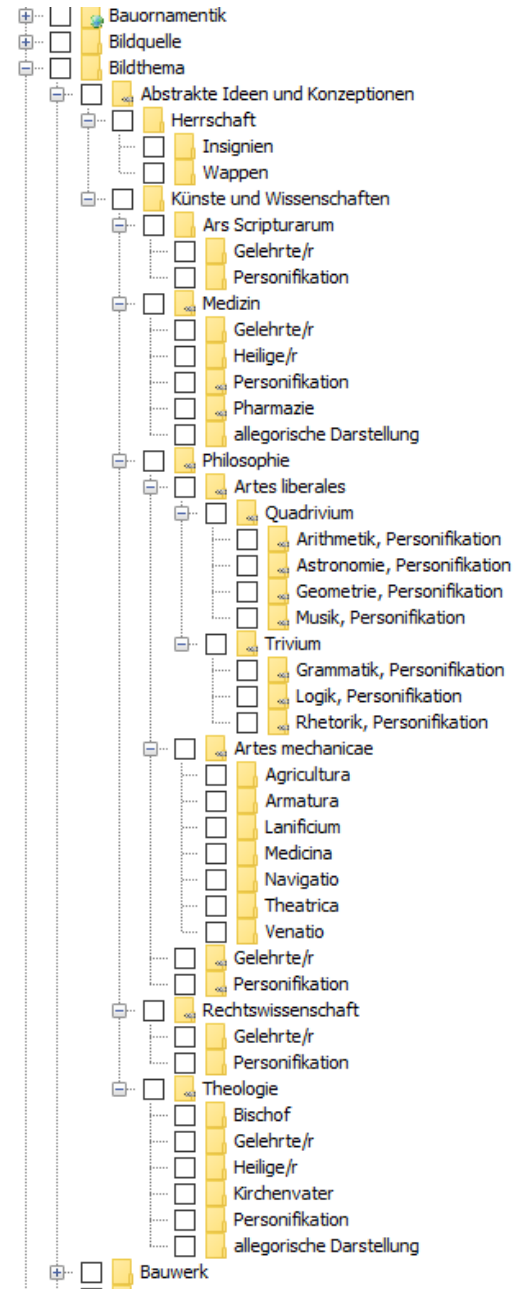 Bauornamentik
Bildquelle
Bildthema
Abstrakte Ideen und Konzeptionen
Herrschaft
Insignien
Wappen
Künste und Wissenschaften
Ars Scripturarum
Gelehrte/r
Personifikation
Medizin
Gelehrte/r
Heilige/r
Personifikation
Pharmazie
allegorische Darstellung
Philosophie
Artes liberales
Quadrivium
Arithmetik, Personifikation
Astronomie, Personifikation
Geometrie, Personifikation
Musik, Personifikation
Trivium
Grammatik, Personifikation
Logik, Personifikation
Rhetorik, Personifikation
Artes mechanicae
Agricultura
Armatura
Lanificium
Medicina
Navigatio
Theatrica
Venatio
Gelehrte/r
Personifikation
Rechtswissenschaft
Gelehrte/r
Personifikation
Theologie
Bischof
Gelehrte/r
Heilige/r
Kirchenvater
Personifikation
allegorische Darstellung
Bauwerk